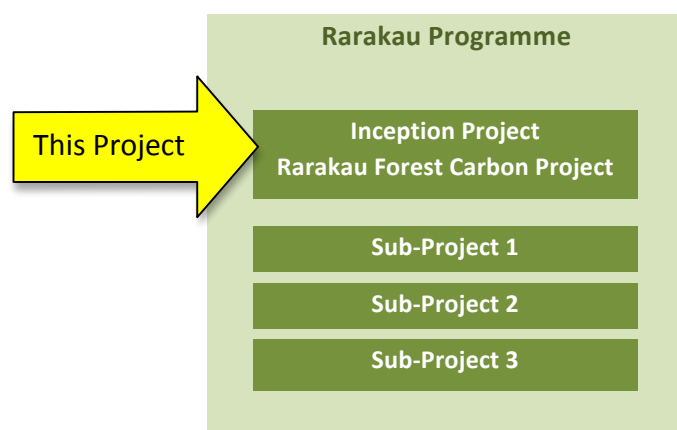 Rarakau Programme
This Project
Inception Project
Rarakau Forest Carbon Project
Sub-Project 1
Sub-Project 2
Sub-Project 3